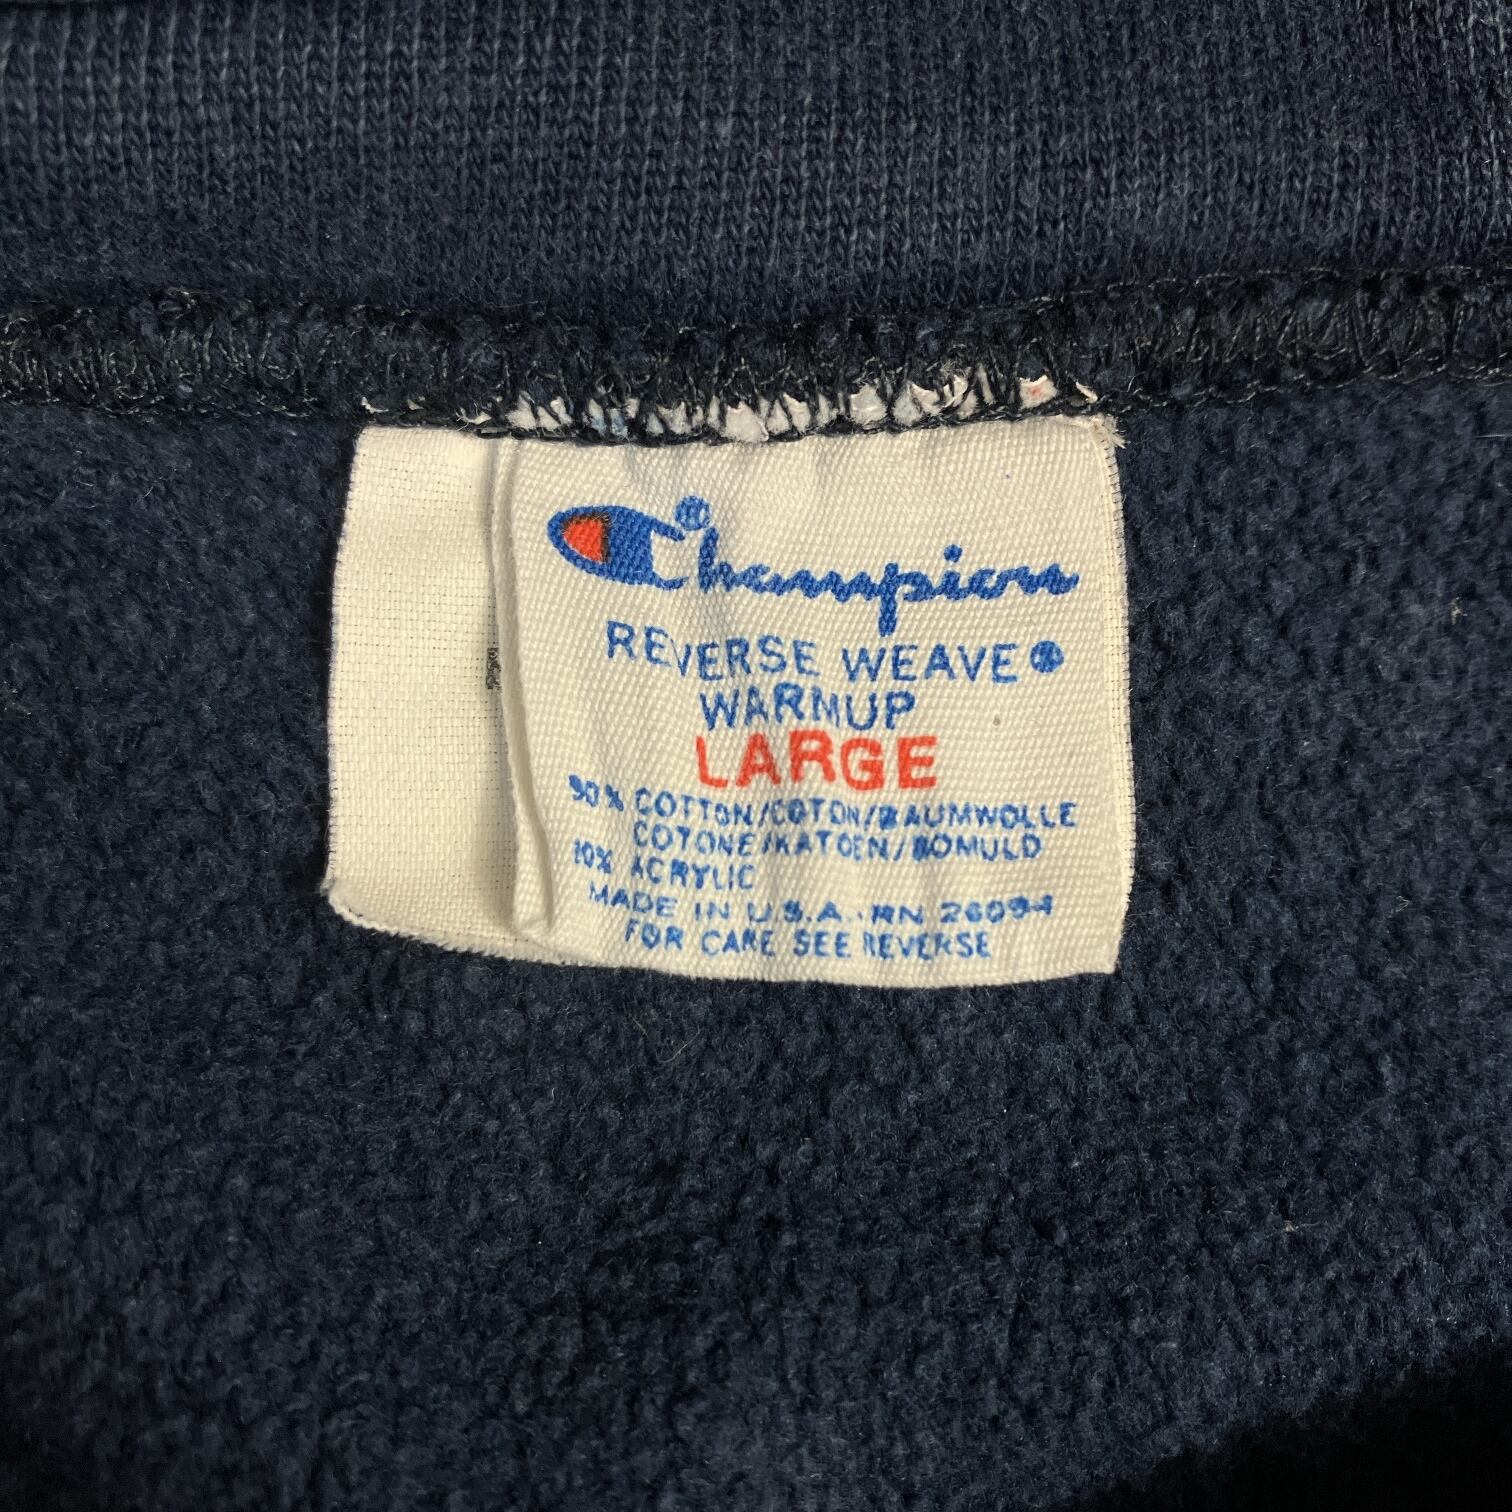 Champion®
REVERSE WEAVE®
WARMUP
LARGE
90% COTTON/COTON/BAUMWOLLE
COTONE/KATOEN/BOMULD
10% ACRYLIC
MADE IN U.S.A. RN 26094
FOR CARE SEE REVERSE